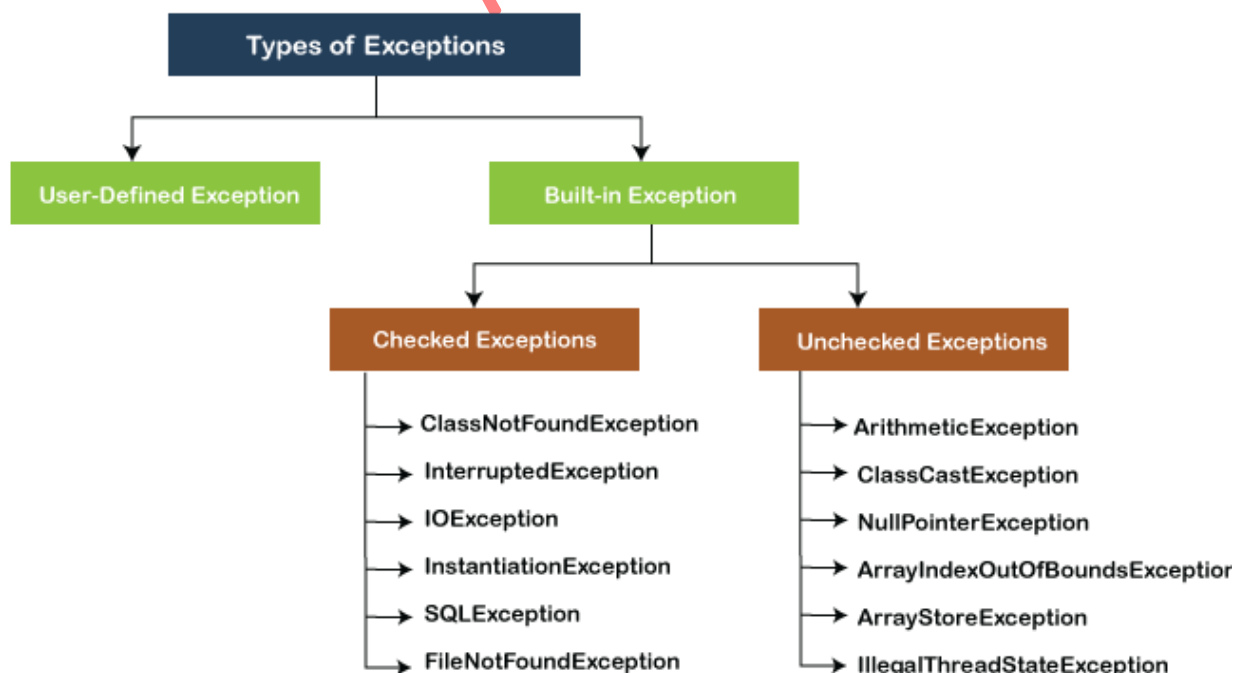 Types of Exceptions
User-Defined Exception
Built-in Exception
Checked Exceptions
Unchecked Exceptions
ClassNotFoundException
InterruptedException
IOException
InstantiationException
SQLException
FileNotFoundException
ArithmeticException
ClassCastException
NullPointerException
ArrayIndexOutOfBoundsException
ArrayStoreException
IllegalThreadStateException